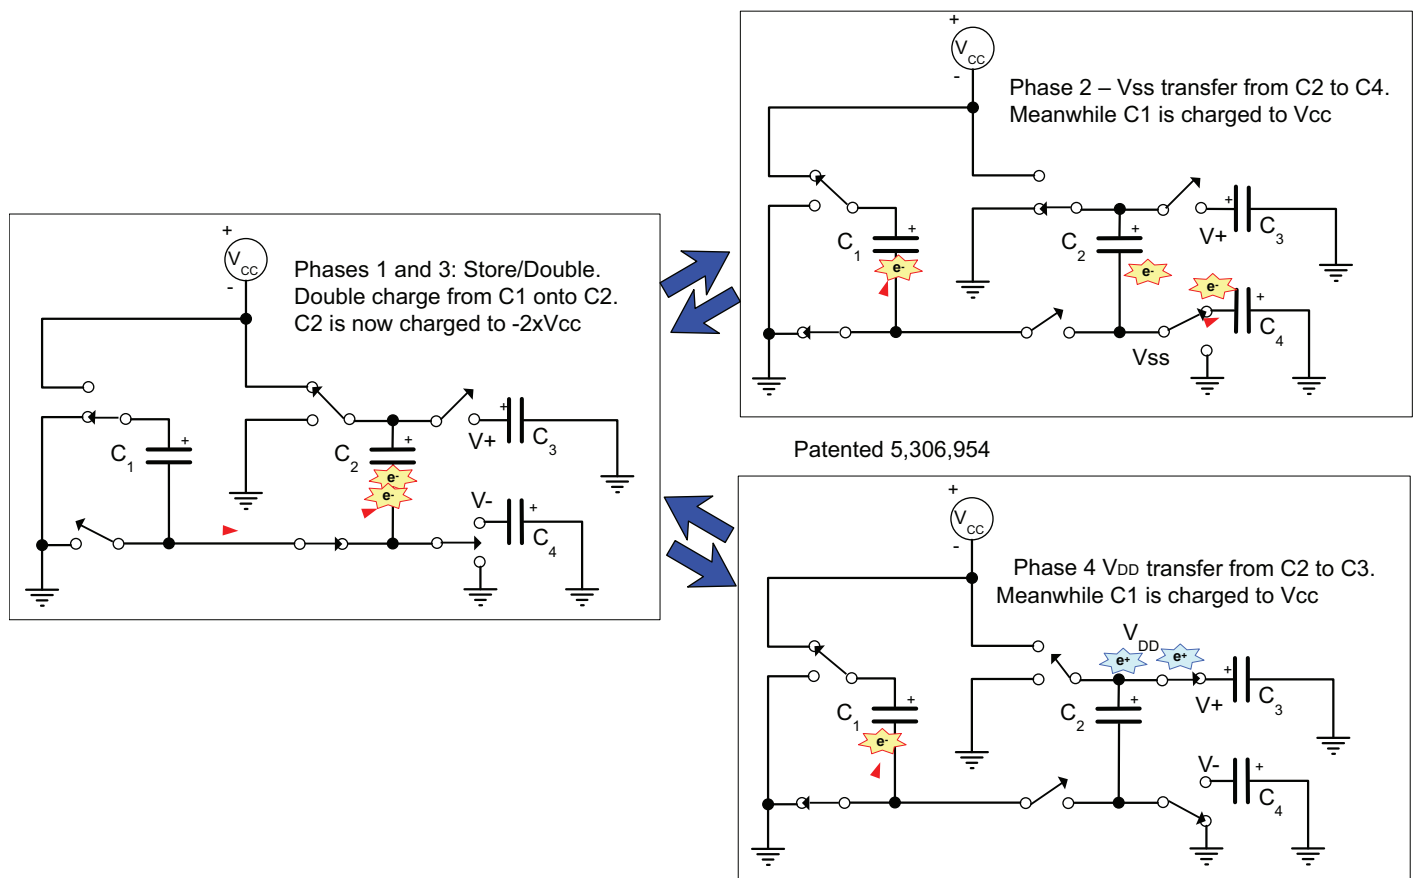 +
VCC
-
Phases 1 and 3: Store/Double.
Double charge from C1 onto C2.
C2 is now charged to -2xVcc
C1
+
C2
+
e-
e-
V+
+
C3
V-
+
C4
+
VCC
-
Phase 2 – Vss transfer from C2 to C4.
Meanwhile C1 is charged to Vcc
C1
+
e-
C2
+
e-
V+
+
C3
e-
+
C4
Vss
Patented 5,306,954
+
VCC
-
Phase 4 VDD transfer from C2 to C3.
Meanwhile C1 is charged to Vcc
VDD
e+
e+
C1
+
e-
C2
+
V+
+
C3
V-
+
C4